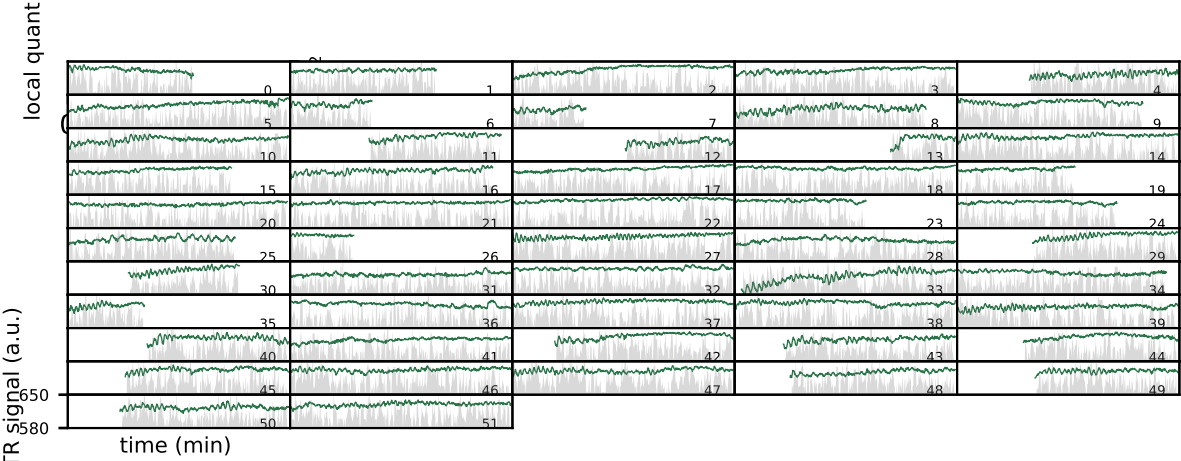 local quant
0 1 2 3 4
5 6 7 8 9
10 11 12 13 14
15 16 17 18 19
20 21 22 23 24
25 26 27 28 29
30 31 32 33 34
35 36 37 38 39
40 41 42 43 44
45 46 47 48 49
50 51
650
580
TR signal (a.u.)
time (min)